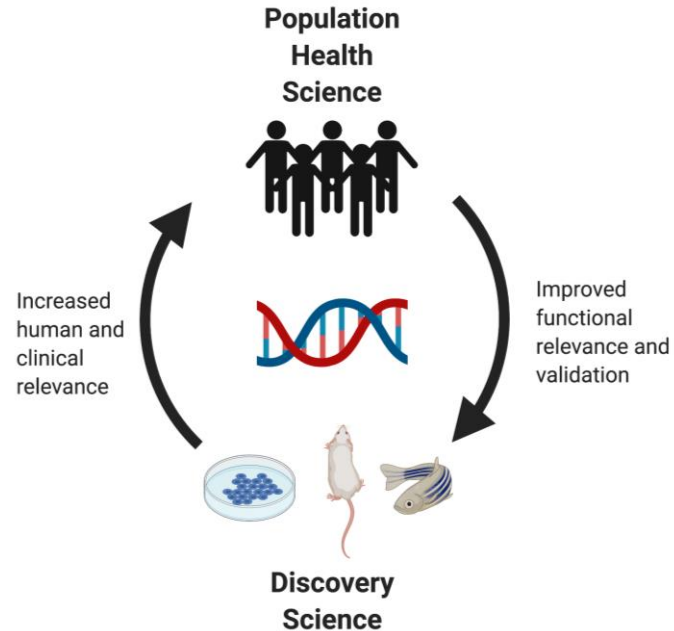 Population
Health
Science
Increased
human and
clinical
relevance
Improved
functional
relevance and
validation
Discovery
Science